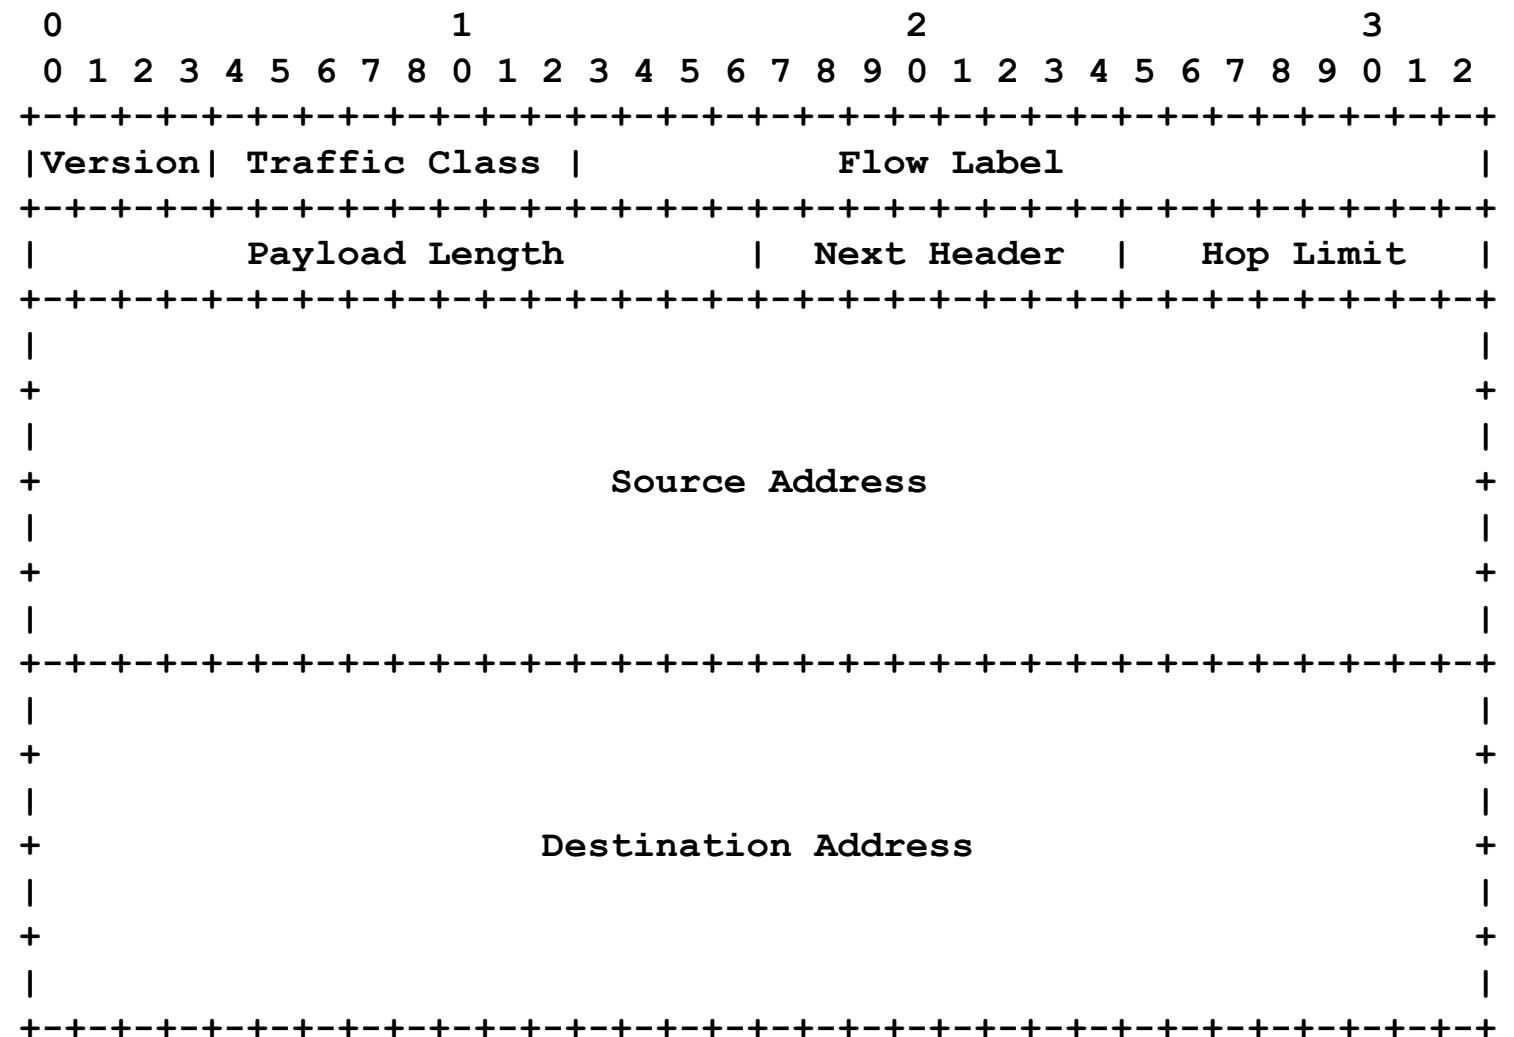 0 1 2 3
0 1 2 3 4 5 6 7 8 0 1 2 3 4 5 6 7 8 9 0 1 2 3 4 5 6 7 8 9 0 1 2
+-+-+-+-+-+-+-+-+-+-+-+-+-+-+-+-+-+-+-+-+-+-+-+-+-+-+-+-+-+-+-+-+
|Version| Traffic Class | Flow Label |
+-+-+-+-+-+-+-+-+-+-+-+-+-+-+-+-+-+-+-+-+-+-+-+-+-+-+-+-+-+-+-+-+
| Payload Length | Next Header | Hop Limit |
+-+-+-+-+-+-+-+-+-+-+-+-+-+-+-+-+-+-+-+-+-+-+-+-+-+-+-+-+-+-+-+-+
| |
+ +
| |
+ Source Address +
| |
+ +
| |
+-+-+-+-+-+-+-+-+-+-+-+-+-+-+-+-+-+-+-+-+-+-+-+-+-+-+-+-+-+-+-+-+
| |
+ +
| |
+ Destination Address +
| |
+ +
| |
+-+-+-+-+-+-+-+-+-+-+-+-+-+-+-+-+-+-+-+-+-+-+-+-+-+-+-+-+-+-+-+-+